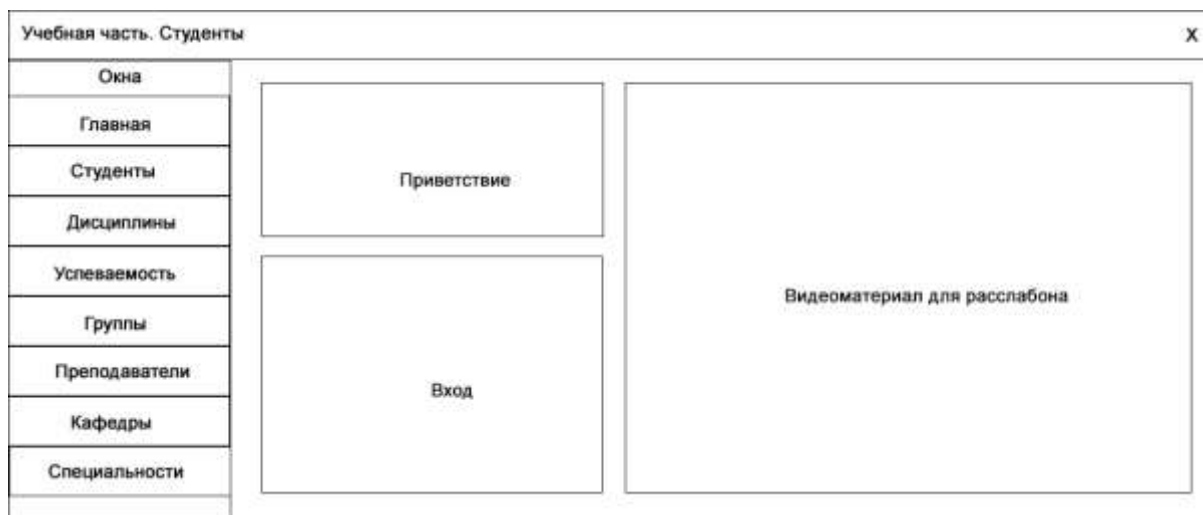 Учебная часть. Студенты
X
Окна
Главная
Студенты
Дисциплины
Успеваемость
Группы
Преподаватели
Кафедры
Специальности
Приветствие
Вход
Видеоматериал для расслабона